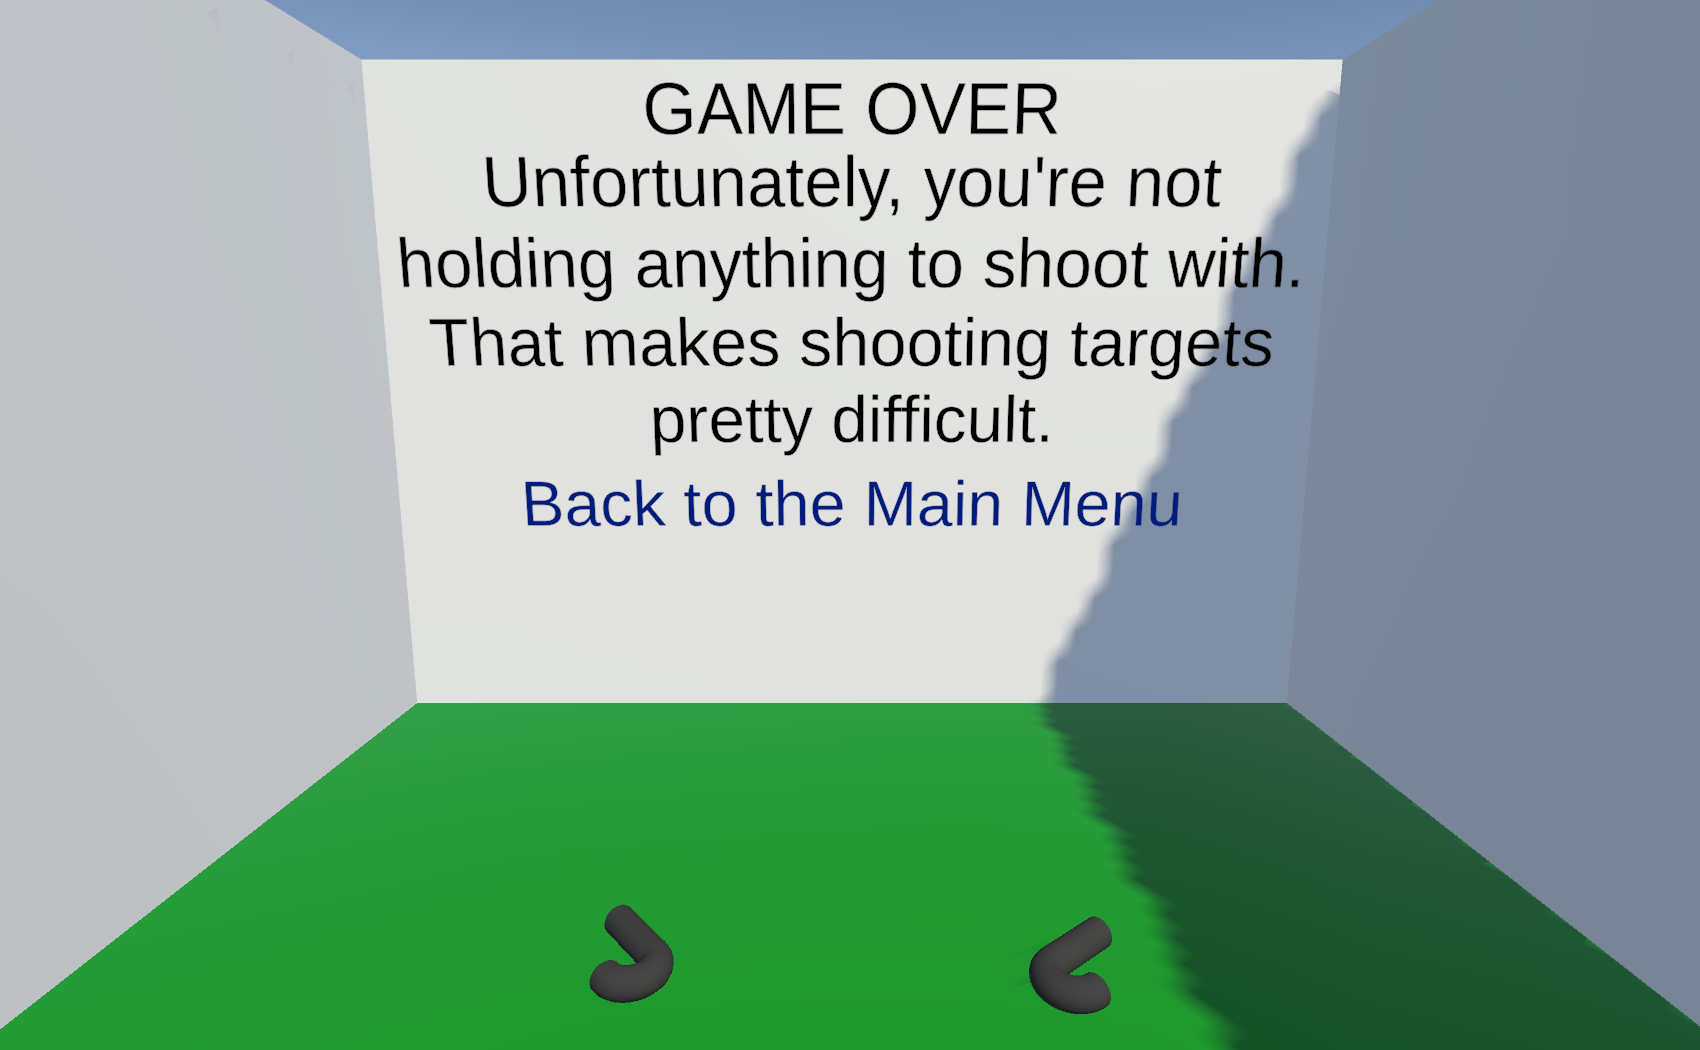 GAME OVER
Unfortunately, you're not
holding anything to shoot with.
That makes shooting targets
pretty difficult.
Back to the Main Menu